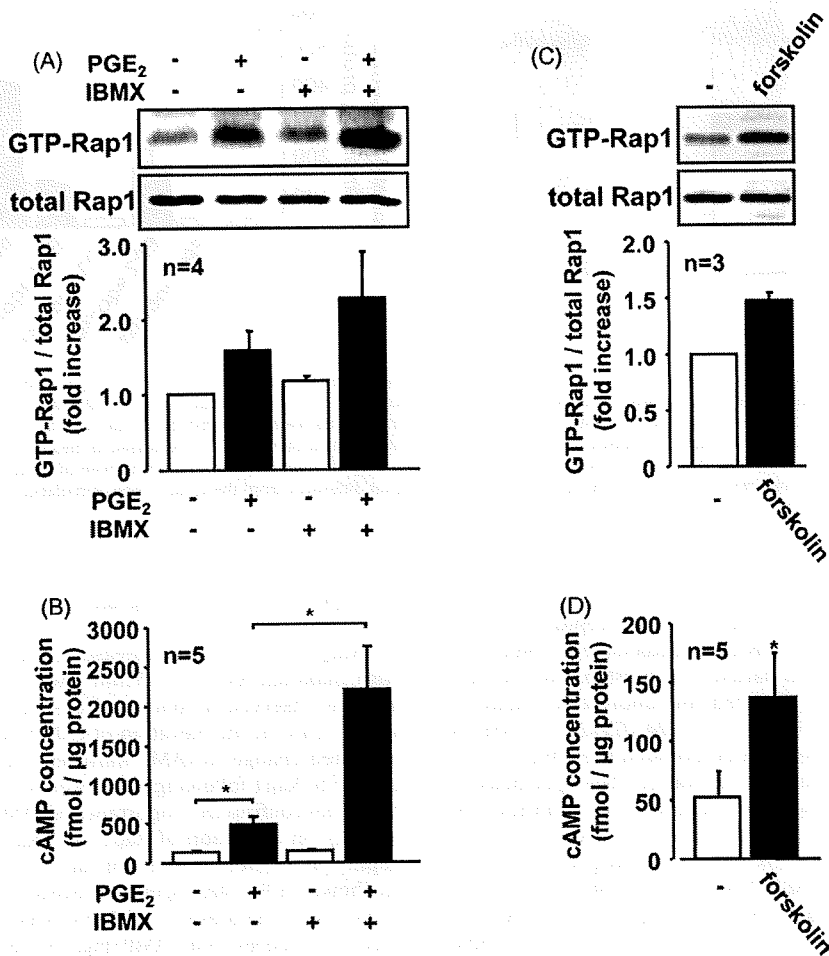 (A) PGE2 - + - +
IBMX - - + +
GTP-Rap1
total Rap1
GTP-Rap1 / total Rap1
(fold increase)
3.0
2.0
1.0
0
n=4
PGE2 - + - +
IBMX - - + +
(B)
cAMP concentration
(fmol / µg protein)
3000
2500
2000
1500
1000
500
0
n=5
*
*
PGE2 - + - +
IBMX - - + +
(C)
- forskolin
GTP-Rap1
total Rap1
GTP-Rap1 / total Rap1
(fold increase)
2.0
1.5
1.0
0.5
0
n=3
- forskolin
(D)
cAMP concentration
(fmol / µg protein)
200
150
100
50
0
n=5
*
- forskolin